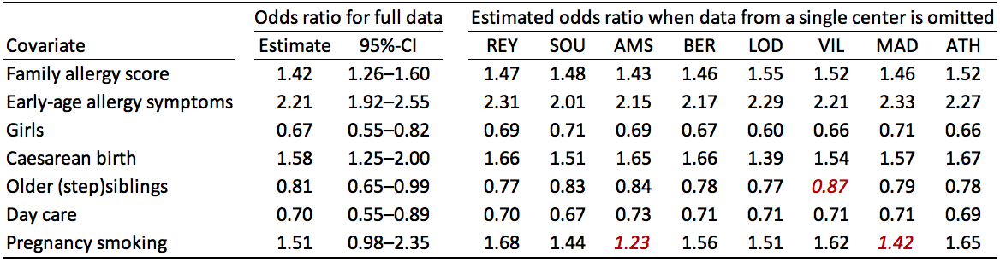 Odds ratio for full data Estimated odds ratio when data from a single center is omitted
Covariate Estimate 95%-CI REY SOU AMS BER LOD VIL MAD ATH
Family allergy score 1.42 1.26–1.60 1.47 1.48 1.43 1.46 1.55 1.52 1.46 1.52
Early-age allergy symptoms 2.21 1.92–2.55 2.31 2.01 2.15 2.17 2.29 2.21 2.33 2.27
Girls 0.67 0.55–0.82 0.69 0.71 0.69 0.67 0.60 0.66 0.71 0.66
Caesarean birth 1.58 1.25–2.00 1.66 1.51 1.65 1.66 1.39 1.54 1.57 1.67
Older (step)siblings 0.81 0.65–0.99 0.77 0.83 0.84 0.78 0.77 0.87 0.79 0.78
Day care 0.70 0.55–0.89 0.70 0.67 0.73 0.71 0.71 0.71 0.71 0.69
Pregnancy smoking 1.51 0.98–2.35 1.68 1.44 1.23 1.56 1.51 1.62 1.42 1.65